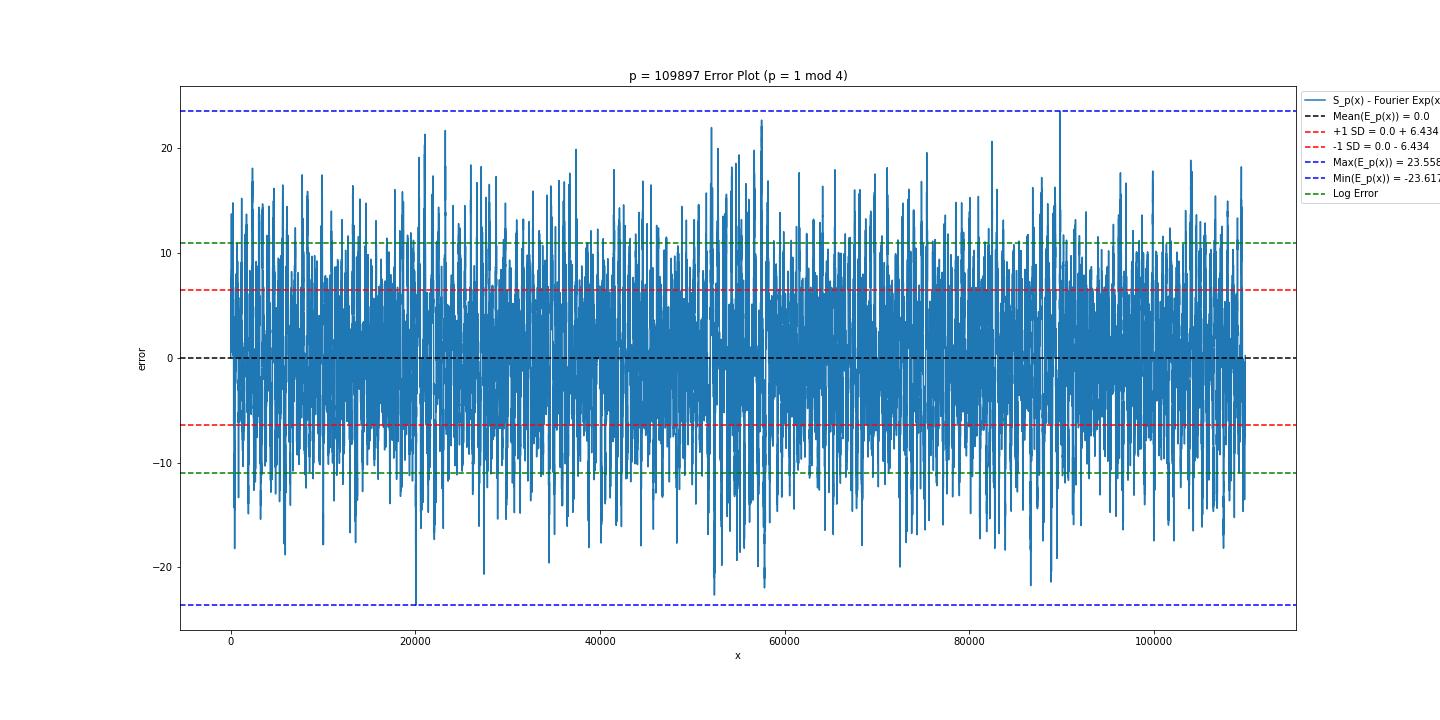 p = 109897 Error Plot (p = 1 mod 4)
S_p(x) - Fourier Exp(x
Mean(E_p(x)) = 0.0
+1 SD = 0.0 + 6.434
-1 SD = 0.0 - 6.434
Max(E_p(x)) = 23.558
Min(E_p(x)) = -23.617
Log Error
20
10
0
−10
−20
error
0 20000 40000 60000 80000 100000
x